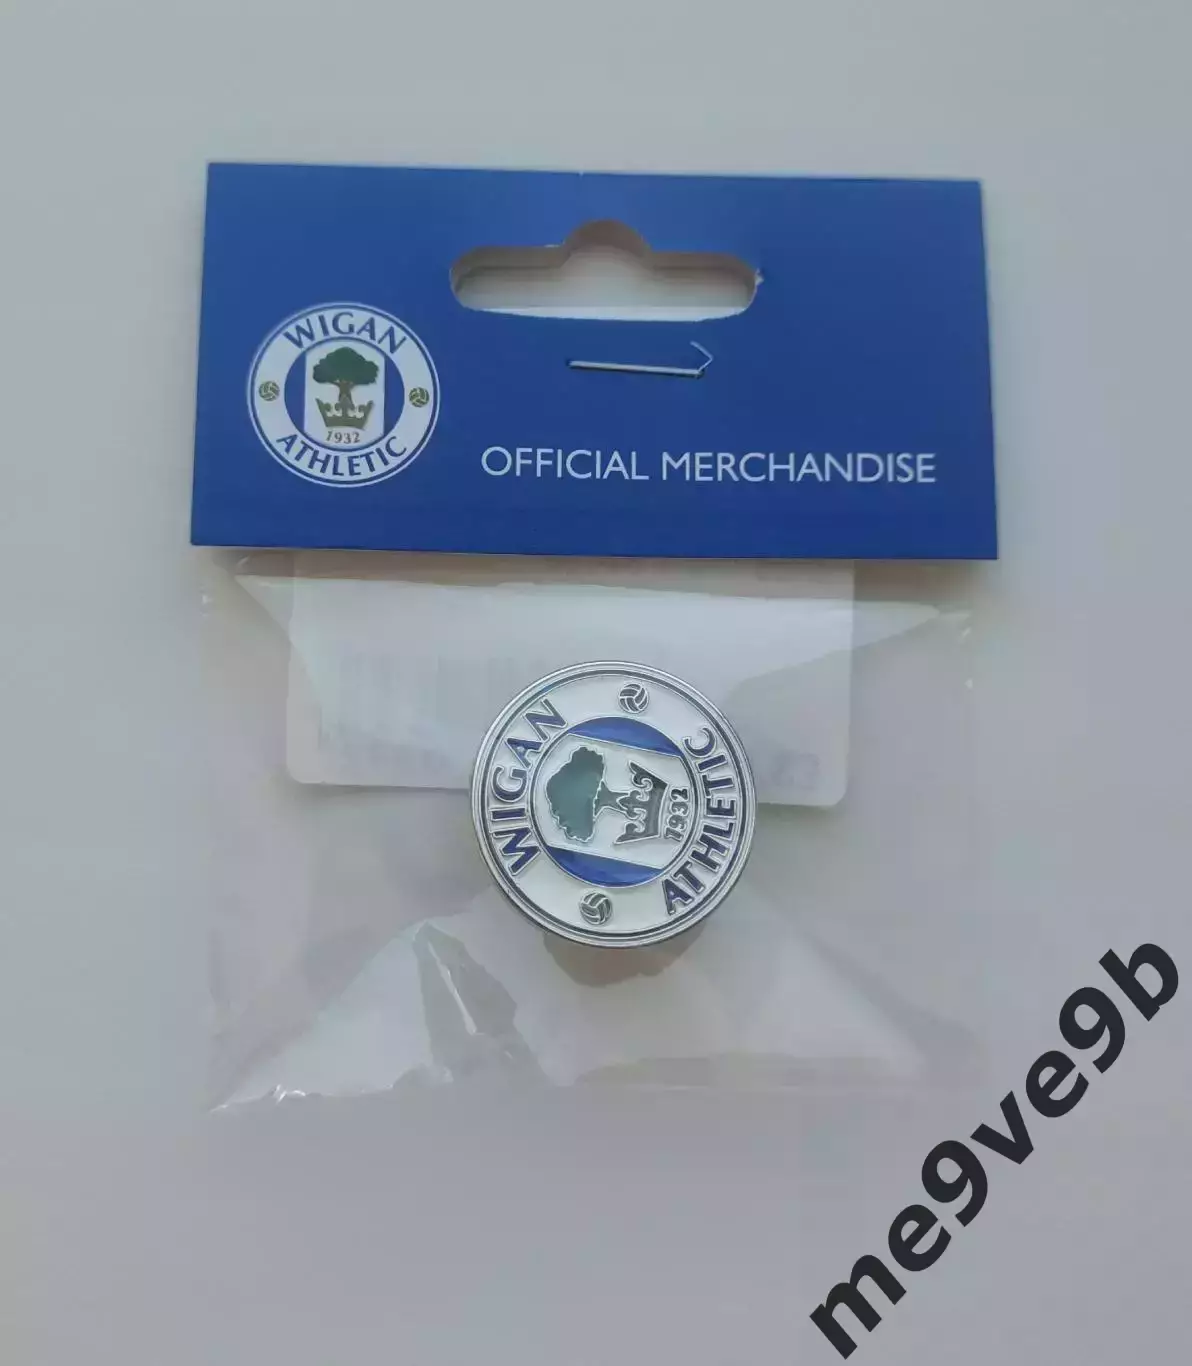 WIGAN
1932
ATHLETIC
OFFICIAL MERCHANDISE
WIGAN
1932
ATHLETIC
me9ve9b